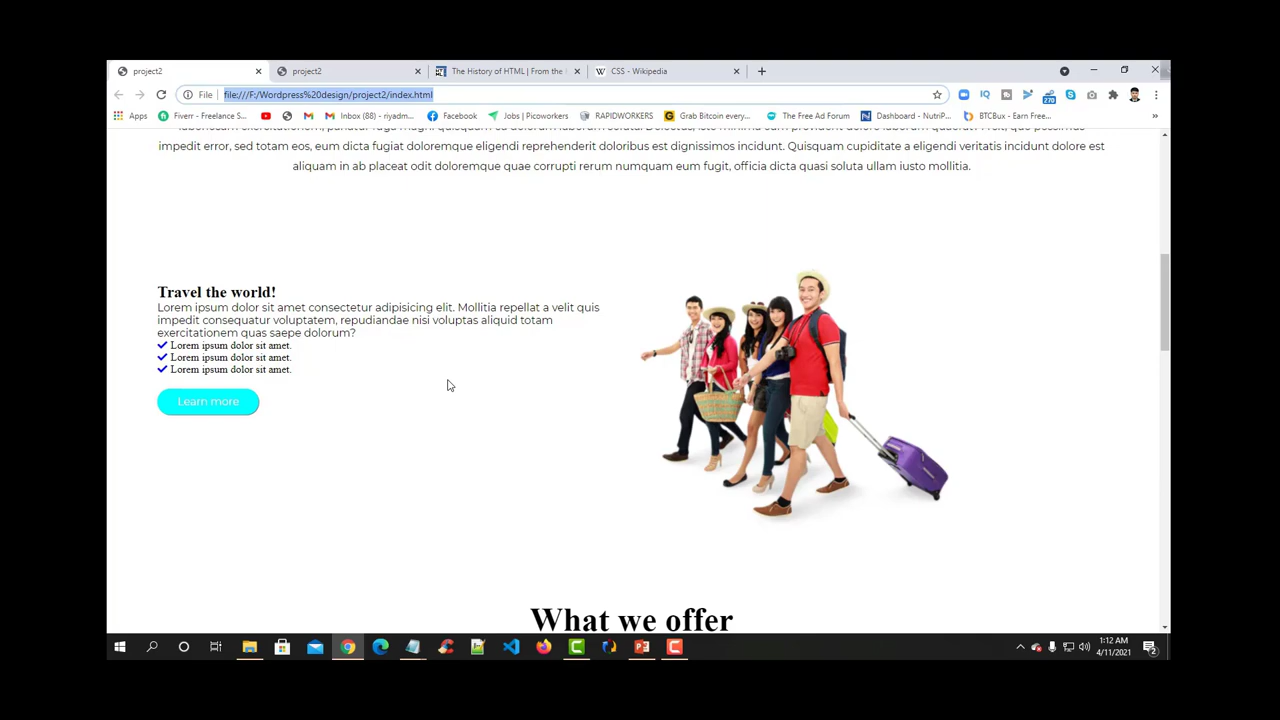 project2
project2
The History of HTML | From the
CSS - Wikipedia
File
file:///F:/Wordpress%20design/project2/index.html
Apps
Fiverr - Freelance S...
Inbox (88) - riyadm...
Facebook
Jobs | Picoworkers
RAPIDWORKERS
Grab Bitcoin every...
The Free Ad Forum
Dashboard - NutriP...
BTCBux - Earn Free...
270
impedit error, sed totam eos, eum dicta fugiat doloremque eligendi reprehenderit doloribus est dignissimos incidunt. Quisquam cupiditate a eligendi veritatis incidunt dolore est
aliquam in ab placeat odit doloremque quae corrupti rerum numquam eum fugit, officia dicta quasi soluta ullam iusto mollitia.
Travel the world!
Lorem ipsum dolor sit amet consectetur adipisicing elit. Mollitia repellat a velit quis
impedit consequatur voluptatem, repudiandae nisi voluptas aliquid totam
exercitationem quas saepe dolorum?
Lorem ipsum dolor sit amet.
Lorem ipsum dolor sit amet.
Lorem ipsum dolor sit amet.
Learn more
What we offer
1:12 AM
4/11/2021
2